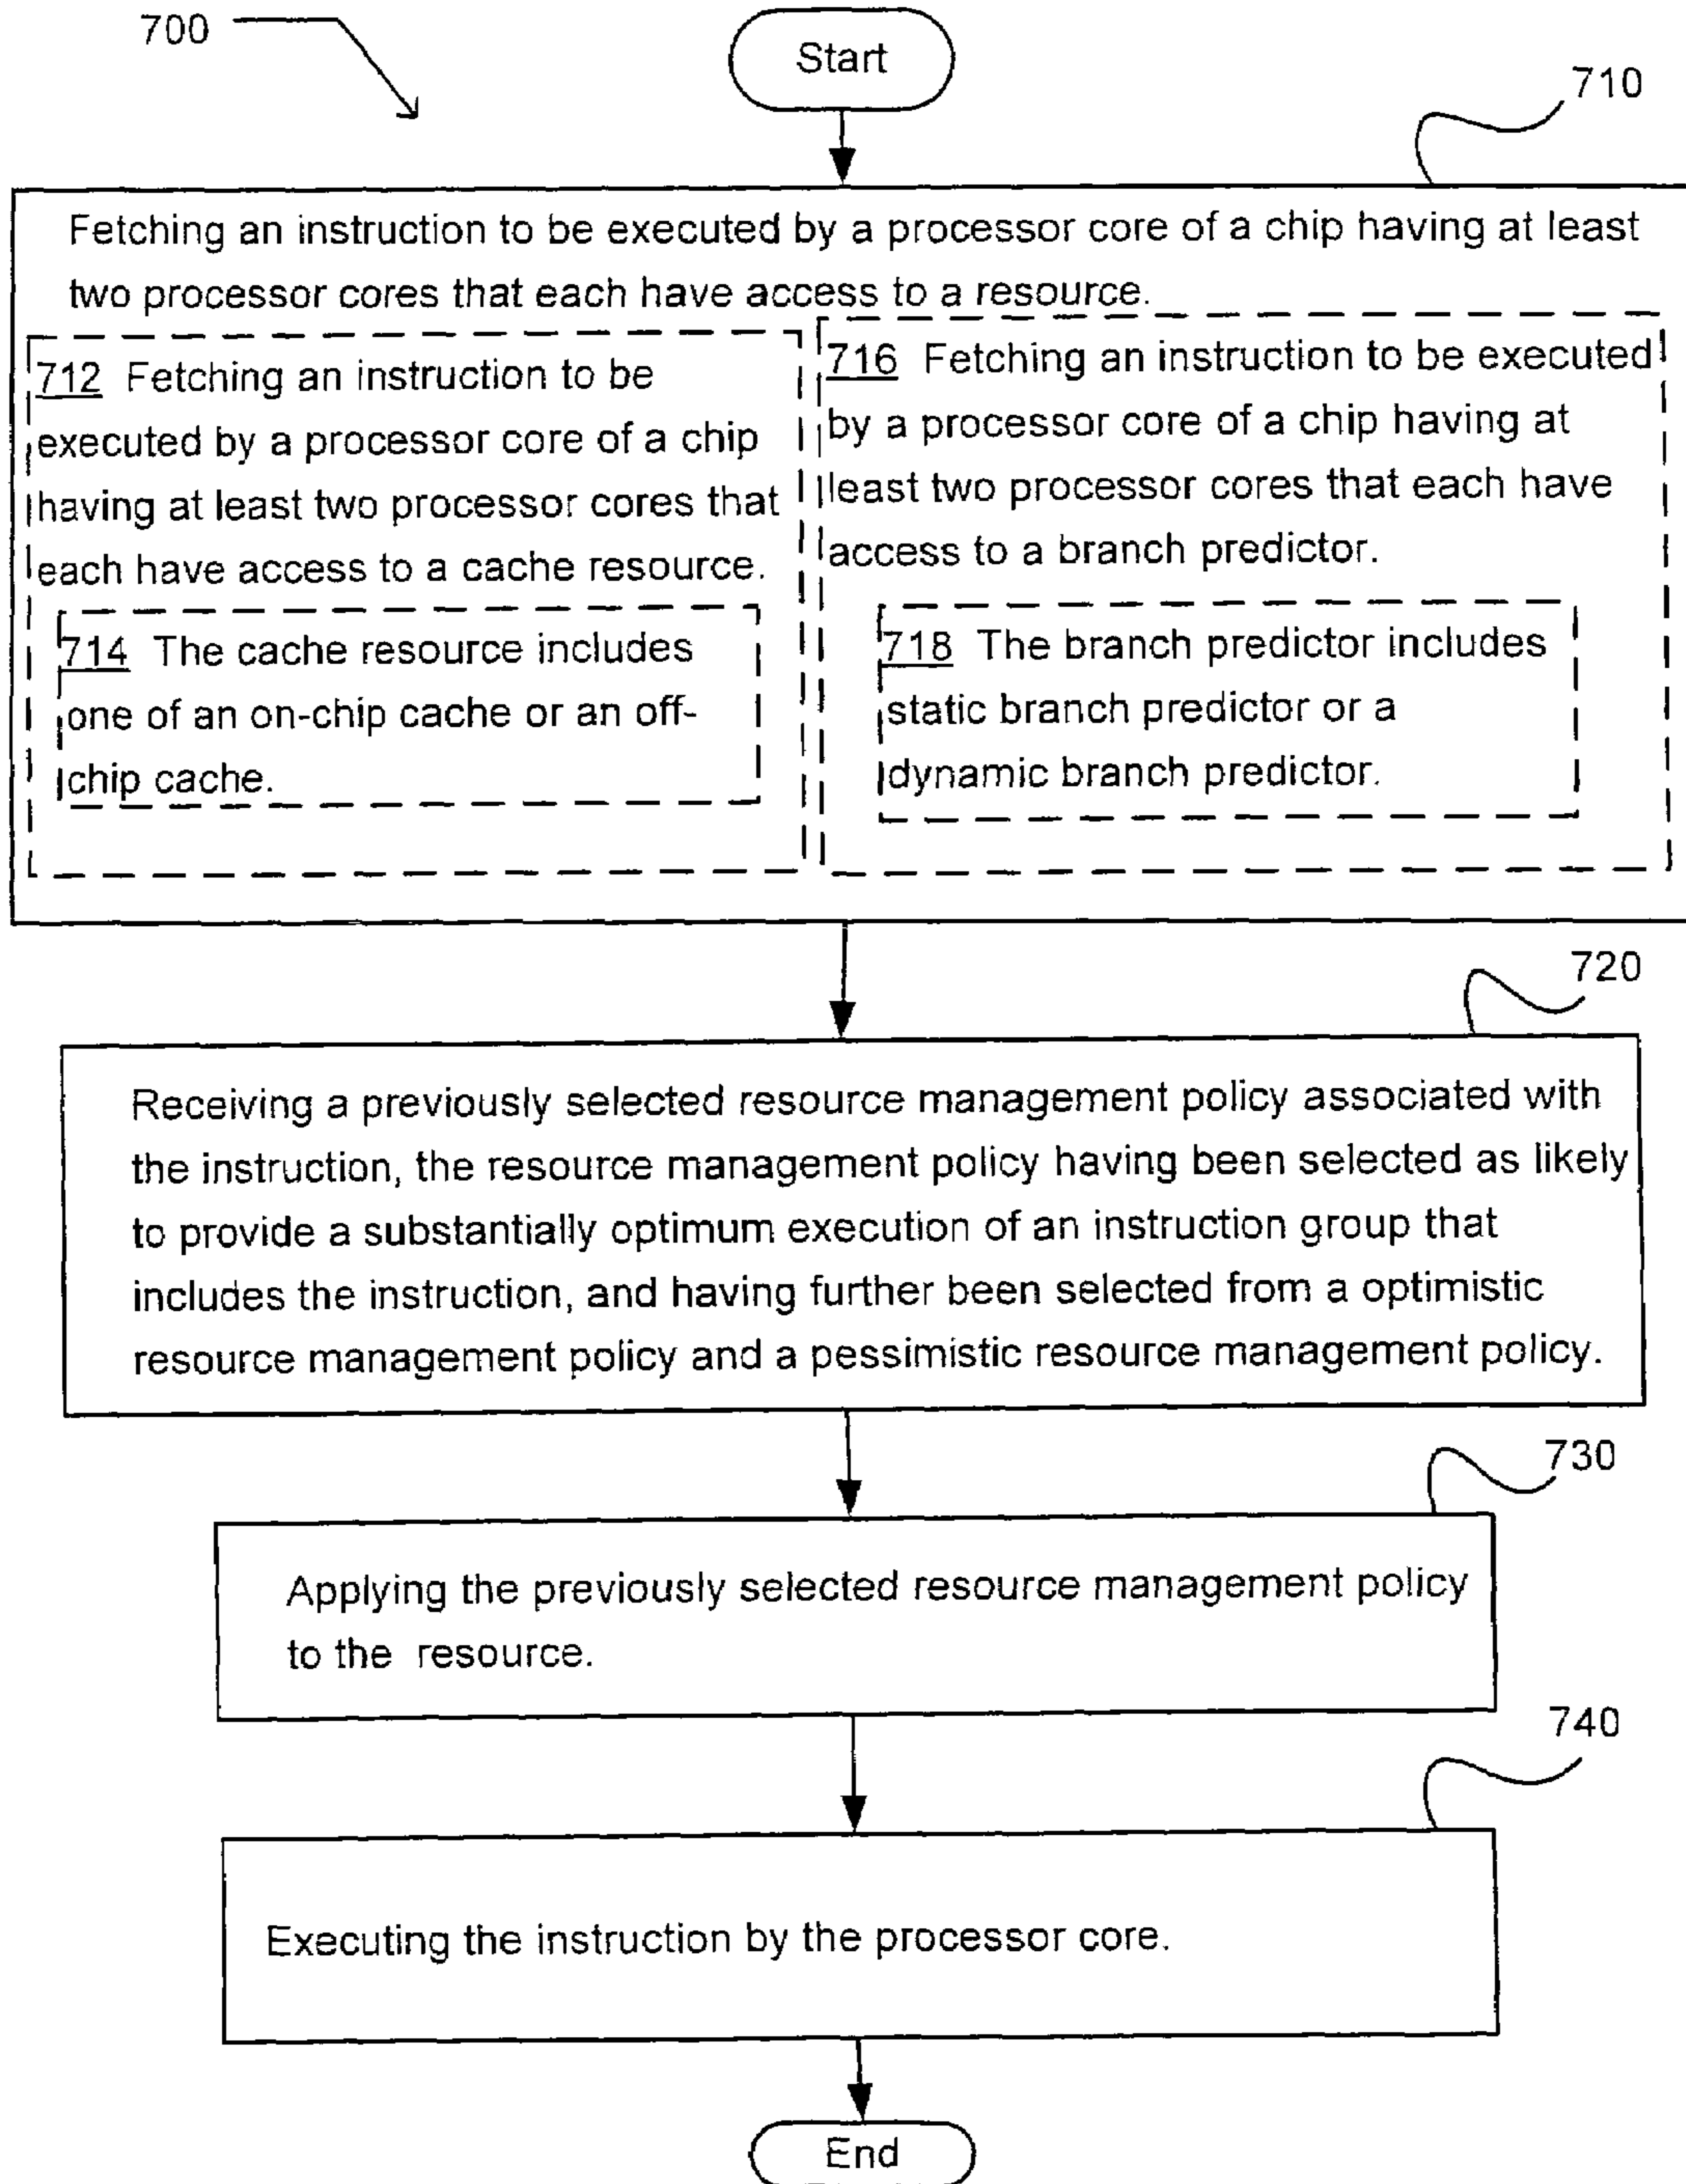 700
Start
710
Fetching an instruction to be executed by a processor core of a chip having at least
two processor cores that each have access to a resource.
712 Fetching an instruction to be
executed by a processor core of a chip
having at least two processor cores that
each have access to a cache resource.
714 The cache resource includes
one of an on-chip cache or an off-
chip cache.
716 Fetching an instruction to be executed
by a processor core of a chip having at
least two processor cores that each have
access to a branch predictor.
718 The branch predictor includes
static branch predictor or a
dynamic branch predictor.
720
Receiving a previously selected resource management policy associated with
the instruction, the resource management policy having been selected as likely
to provide a substantially optimum execution of an instruction group that
includes the instruction, and having further been selected from a optimistic
resource management policy and a pessimistic resource management policy.
730
Applying the previously selected resource management policy
to the resource.
740
Executing the instruction by the processor core.
End